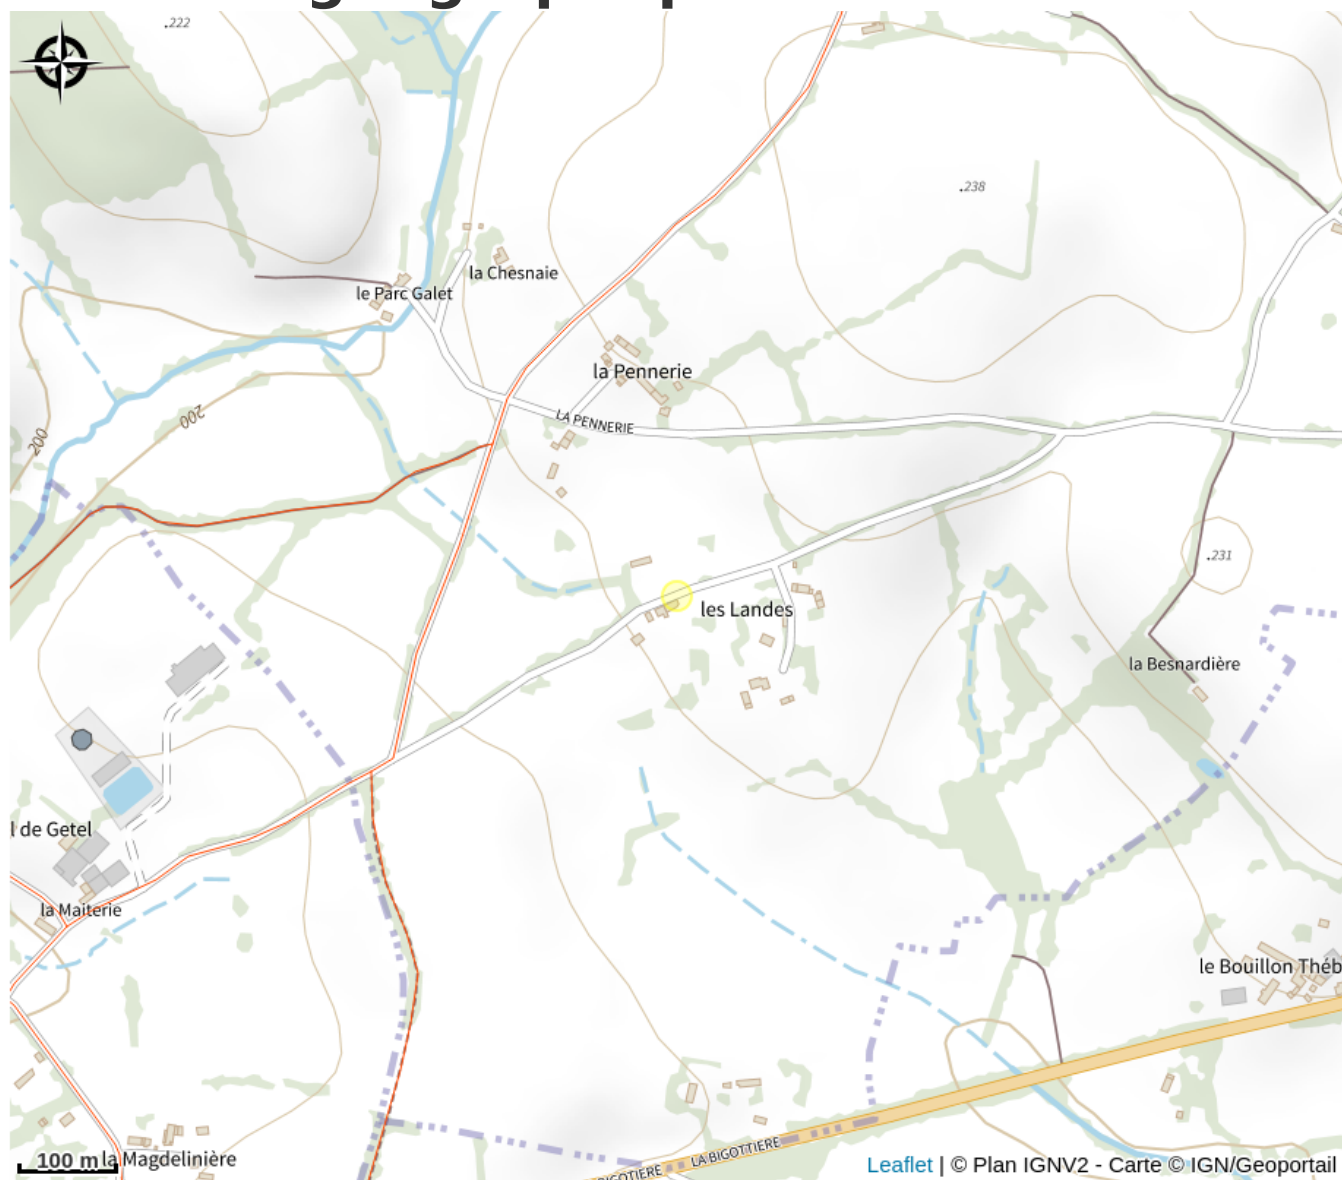 222
238
la Chesnaie
le Parc Galet
la Pennerie
LA PENNERIE
200
200
231
les Landes
la Besnardière
l de Getel
la Maiterie
le Bouillon Théb
LA BIGOTTIERE
IGOTIERE
100 m
la Magdelinière
Leaflet | © Plan IGNV2 - Carte © IGN/Geoportail